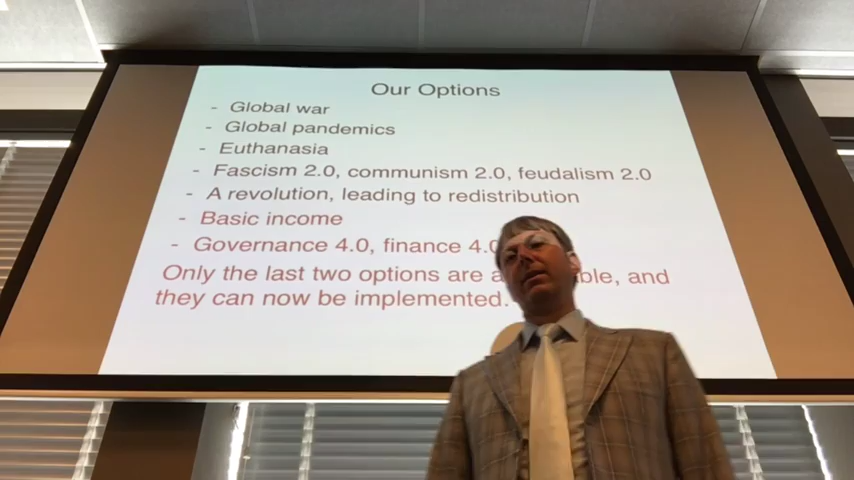 Our Options
- Global war
- Global pandemics
- Euthanasia
- Fascism 2.0, communism 2.0, feudalism 2.0
- A revolution, leading to redistribution
- Basic income
- Governance 4.0, finance 4.0
Only the last two options are and
they can now be implemented.